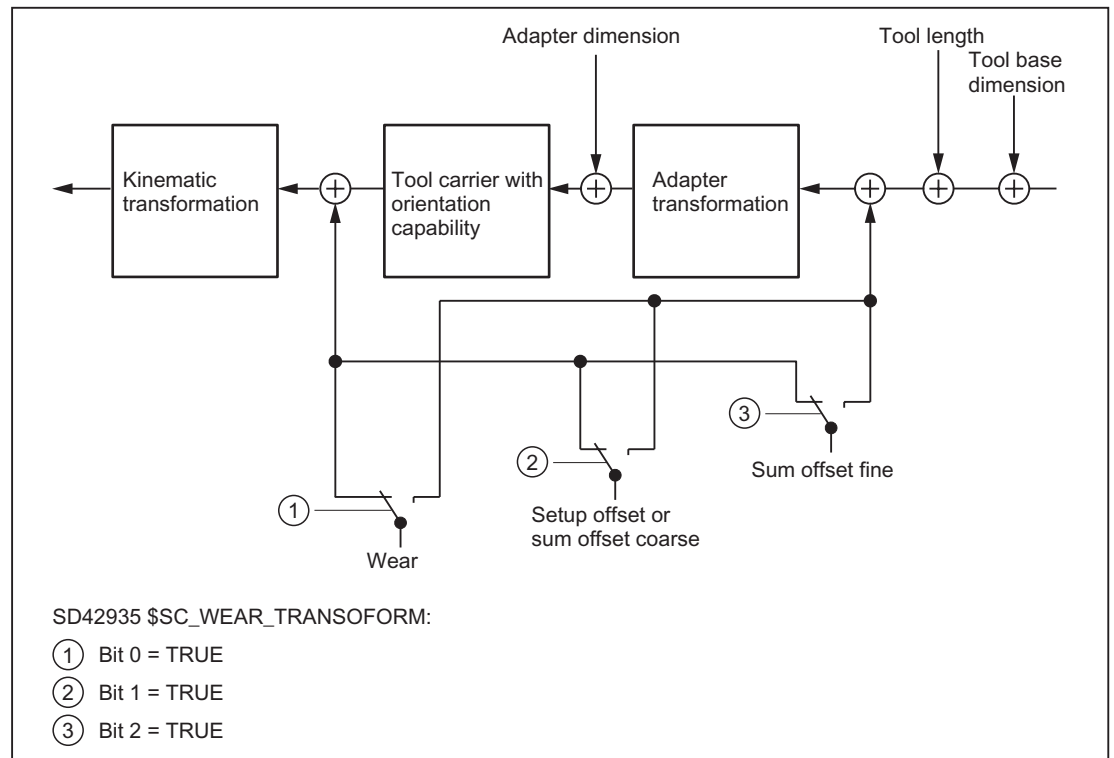 Adapter dimension
Tool length
Tool base
dimension
Kinematic
transformation
Tool carrier with
orientation
capability
Adapter
transformation
3
Sum offset fine
2
Setup offset or
sum offset coarse
1
Wear
SD42935 $SC_WEAR_TRANSOFORM:
1 Bit 0 = TRUE
2 Bit 1 = TRUE
3 Bit 2 = TRUE